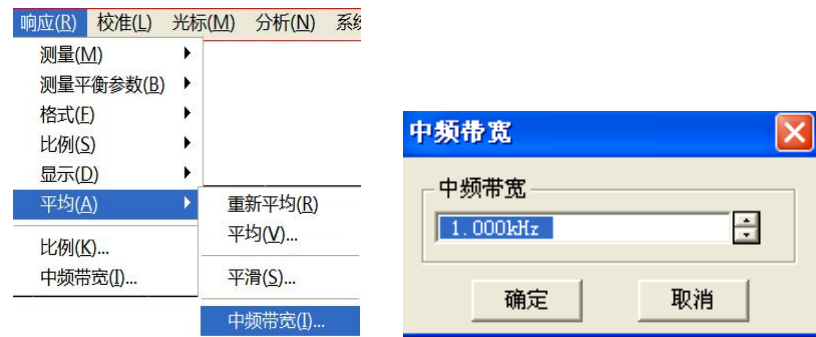 响应(R) 校准(L) 光标(M) 分析(N)
测量(M)
测量平衡参数(B)
格式(F)
比例(S)
显示(D)
平均(A)
比例(K)...
中频带宽(I)...
重新平均(R)
平均(V)...
平滑(S)...
中频带宽(I)...
中频带宽
中频带宽
1.000kHz
确定 取消